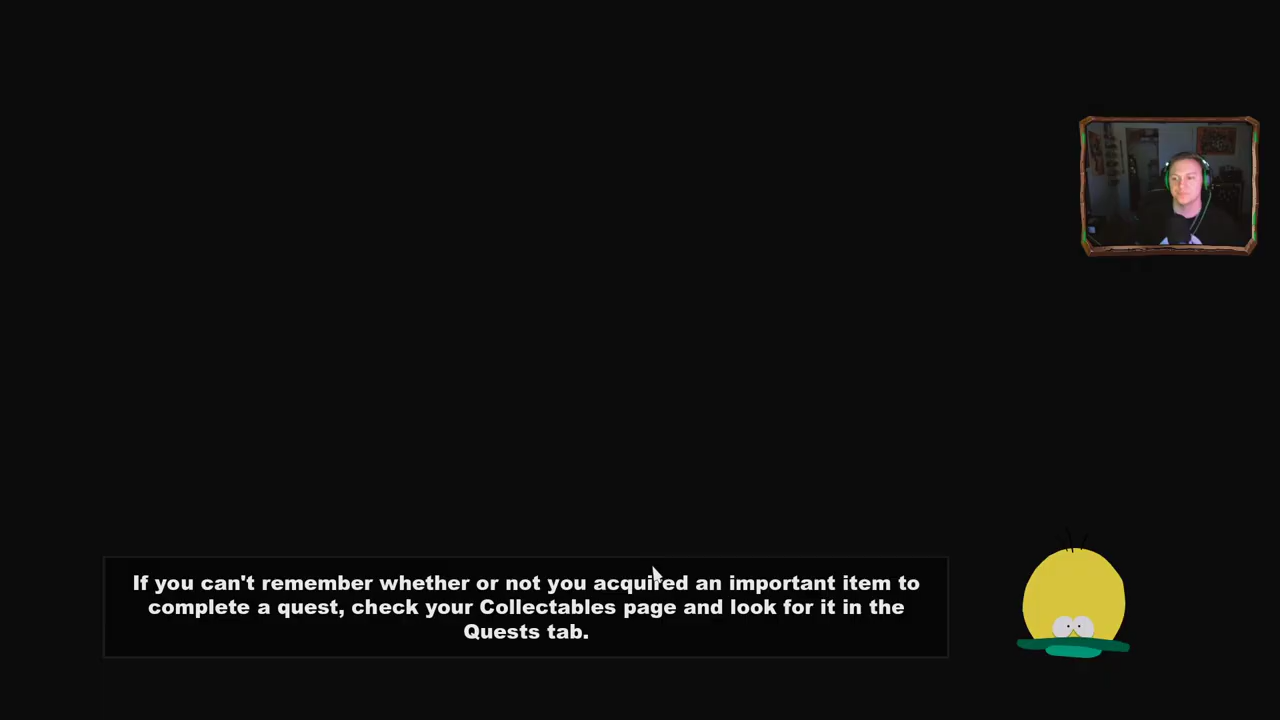 If you can't remember whether or not you acquired an important item to
complete a quest, check your Collectables page and look for it in the
Quests tab.